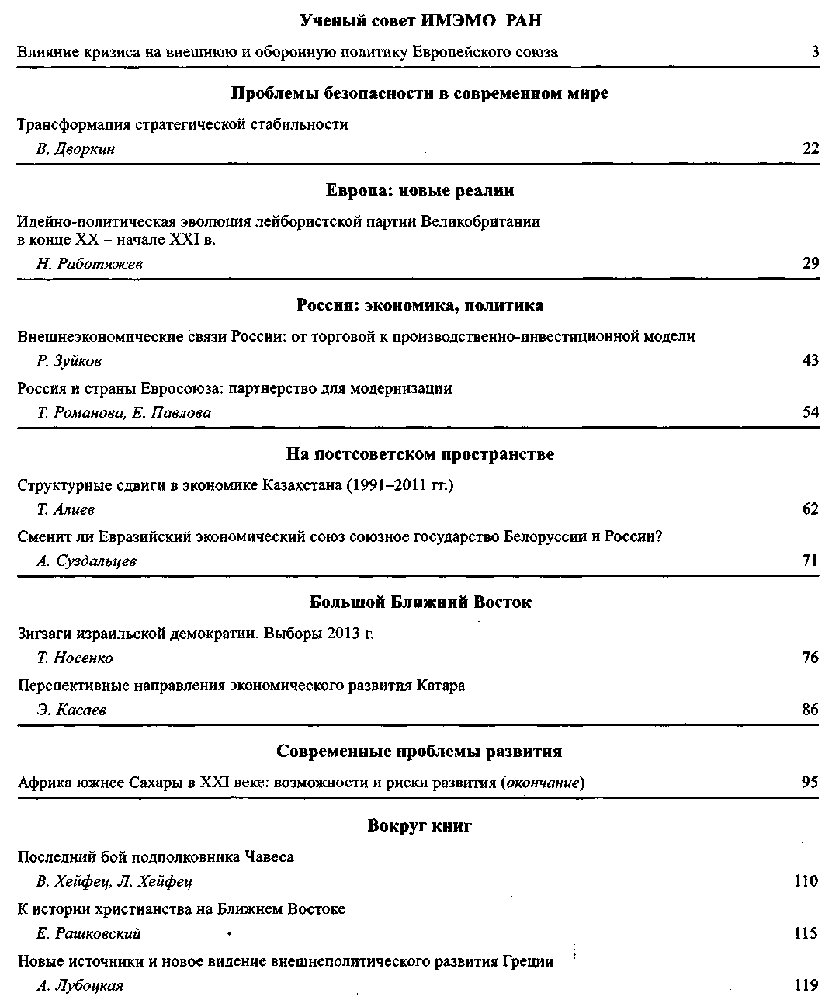 Ученый совет ИМЭМО РАН
Влияние кризиса на внешнюю и оборонную политику Европейского союза 3
Проблемы безопасности в современном мире
Трансформация стратегической стабильности
В. Дворкин 22
Европа: новые реалии
Идейно-политическая эволюция лейбористской партии Великобритании
в конце XX – начале XXI в.
Н. Работяжев 29
Россия: экономика, политика
Внешнеэкономические связи России: от торговой к производственно-инвестиционной модели
Р. Зуйков 43
Россия и страны Евросоюза: партнерство для модернизации
Т. Романова, Е. Павлова 54
На постсоветском пространстве
Структурные сдвиги в экономике Казахстана (1991–2011 гг.)
Т. Алиев 62
Сменит ли Евразийский экономический союз союзное государство Белоруссии и России?
А. Суздальцев 71
Большой Ближний Восток
Зигзаги израильской демократии. Выборы 2013 г.
Т. Носенко 76
Перспективные направления экономического развития Катара
Э. Касаев 86
Современные проблемы развития
Африка южнее Сахары в XXI веке: возможности и риски развития (окончание) 95
Вокруг книг
Последний бой подполковника Чавеса
В. Хейфец, Л. Хейфец 110
К истории христианства на Ближнем Востоке
Е. Рашковский 115
Новые источники и новое видение внешнеполитического развития Греции
А. Лубоцкая 119